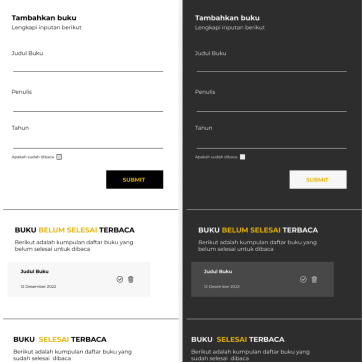 Tambahkan buku
Lengkapi inputan berikut
Judul Buku
Penulis
Tahun
Apakah sudah dibaca
SUBMIT
BUKU BELUM SELESAI TERBACA
Berikut adalah kumpulan daftar buku yang
belum selesai untuk dibaca
Judul Buku
12 Desember 2022
BUKU SELESAI TERBACA
Berikut adalah kumpulan daftar buku yang
sudah selesai dibaca
Tambahkan buku
Lengkapi inputan berikut
Judul Buku
Penulis
Tahun
Apakah sudah dibaca
SUBMIT
BUKU BELUM SELESAI TERBACA
Berikut adalah kumpulan daftar buku yang
belum selesai untuk dibaca
Judul Buku
12 Desember 2022
BUKU SELESAI TERBACA
Berikut adalah kumpulan daftar buku yang
sudah selesai dibaca